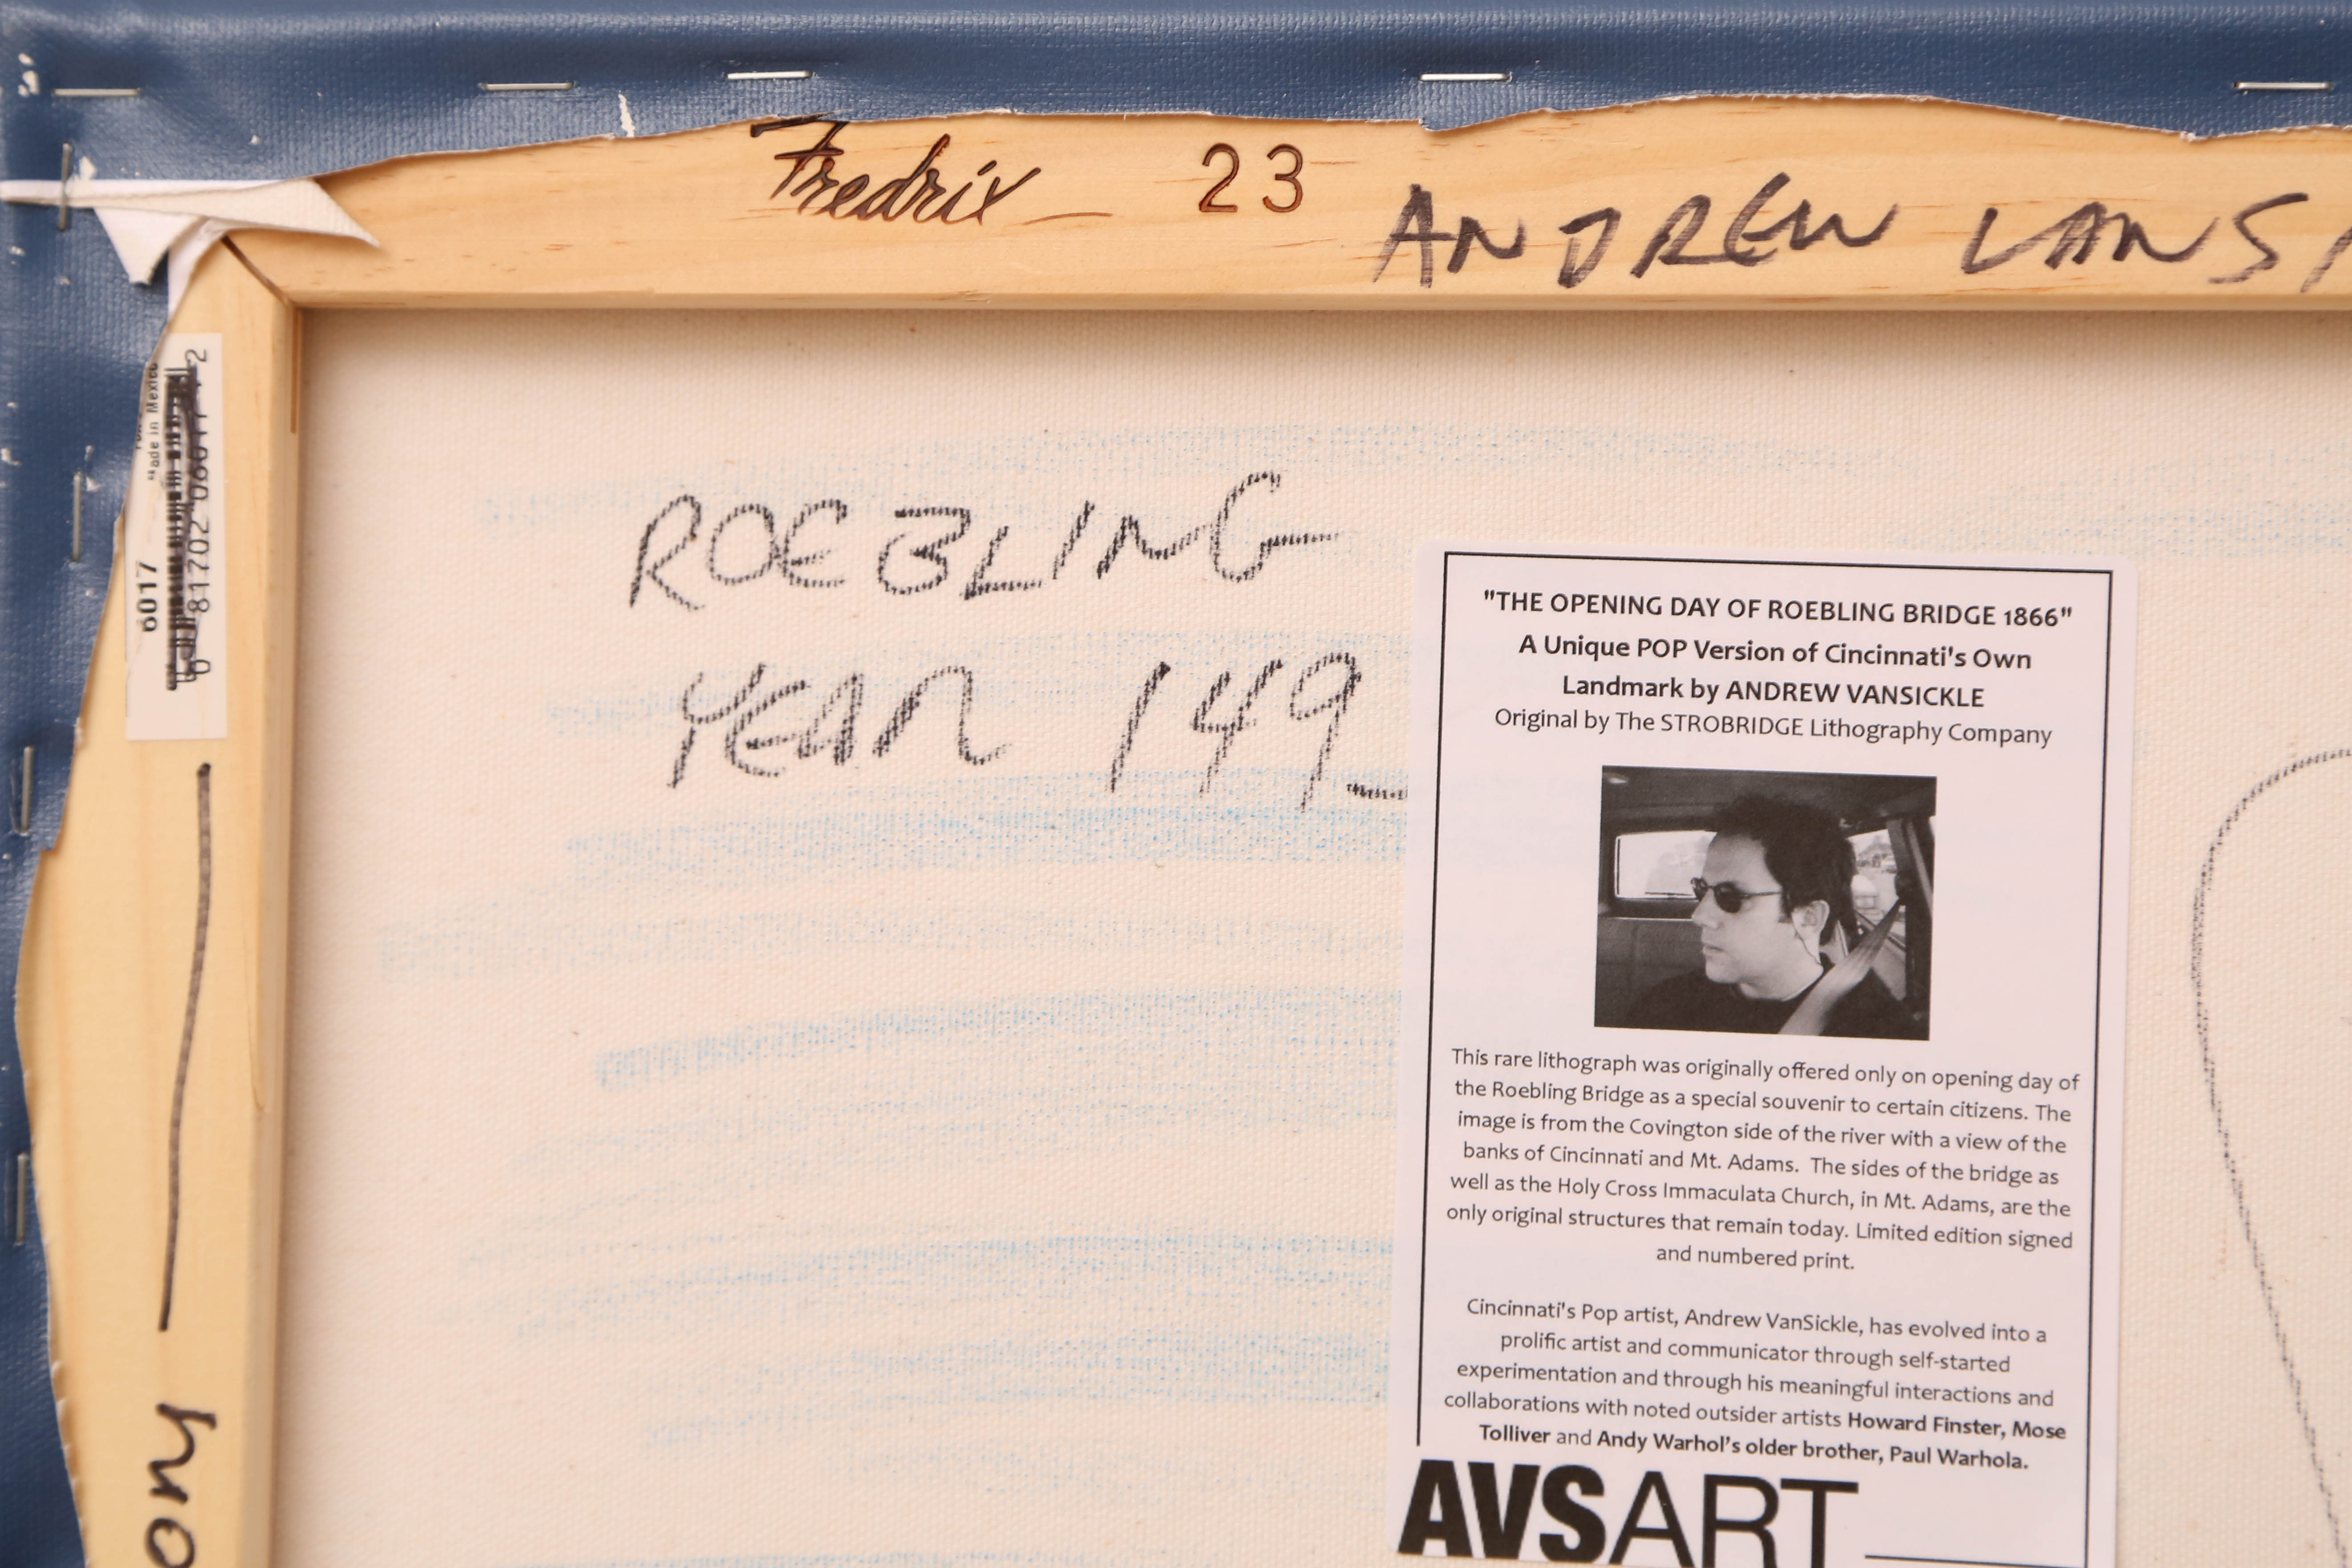 Fredrix 23
ANDREW VANS
ROEBLING
YEAR 149
Made in Mexico
6017
"THE OPENING DAY OF ROEBLING BRIDGE 1866"
A Unique POP Version of Cincinnati's Own
Landmark by ANDREW VANSICKLE
Original by The STROBRIDGE Lithography Company
This rare lithograph was originally offered only on opening day of
the Roebling Bridge as a special souvenir to certain citizens. The
image is from the Covington side of the river with a view of the
banks of Cincinnati and Mt. Adams. The sides of the bridge as
well as the Holy Cross Immaculata Church, in Mt. Adams, are the
only original structures that remain today. Limited edition signed
and numbered print.
Cincinnati's Pop artist, Andrew VanSickle, has evolved into a
prolific artist and communicator through self-started
experimentation and through his meaningful interactions and
collaborations with noted outsider artists Howard Finster, Mose
Tolliver and Andy Warhol's older brother, Paul Warhola.
AVSART